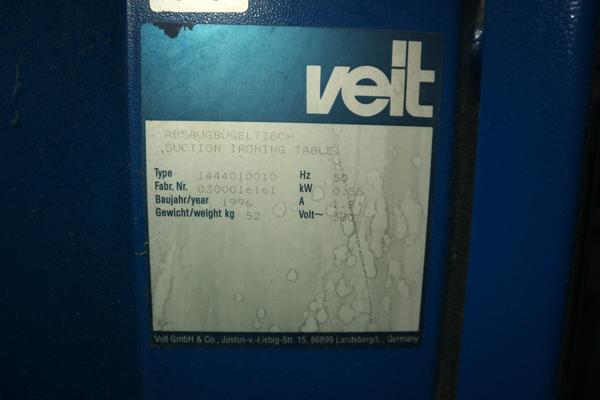 veit
ABSAUGBÜGELTISCH
SUCTION IRONING TABLE
Type 1444010010 Hz 50
Fabr. Nr. 0300016161 kW 0.55
Baujahr/year 1996 A
Gewicht/weight kg 52 Volt~
Veit GmbH & Co., Justus-v.-Liebig-Str. 15, 86899 Landsberg/L., Germany